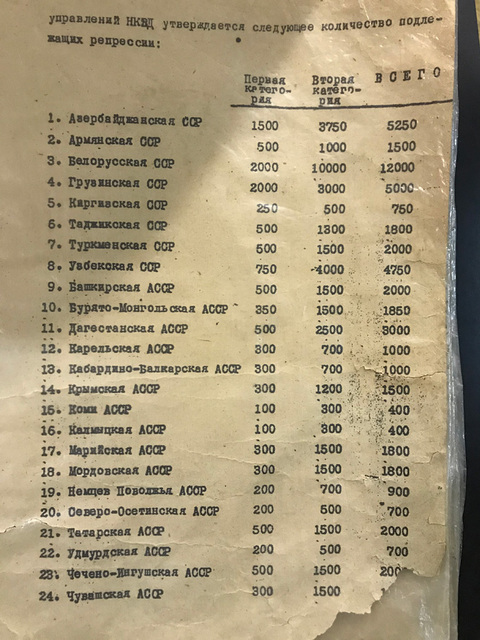 управлений НКВД утверждается следующее количество подле-
жащих репрессии:
Первая катего-рия Вторая катего-рия ВСЕГО
1. Азербайджанская ССР 1500 3750 5250
2. Армянская ССР 500 1000 1500
3. Белорусская ССР 2000 10000 12000
4. Грузинская ССР 2000 3000 5000
5. Киргизская ССР 250 500 750
6. Таджикская ССР 500 1300 1800
7. Туркменская ССР 500 1500 2000
8. Узбекская ССР 750 4000 4750
9. Башкирская АССР 500 1500 2000
10. Бурято-Монгольская АССР 350 1500 1850
11. Дагестанская АССР 500 2500 3000
12. Карельская АССР 300 700 1000
13. Кабардино-Балкарская АССР 300 700 1000
14. Крымская АССР 300 1200 1500
15. Коми АССР 100 300 400
16. Калмыцкая АССР 100 300 400
17. Марийская АССР 300 1500 1800
18. Мордовская АССР 300 1500 1800
19. Немцев Поволжья АССР 200 700 900
20. Северо-Осетинская АССР 200 500 700
21. Татарская АССР 500 1500 2000
22. Удмурдская АССР 200 500 700
23. Чечено-Ингушская АССР 500 1500 200
24. Чувашская АССР 300 1500